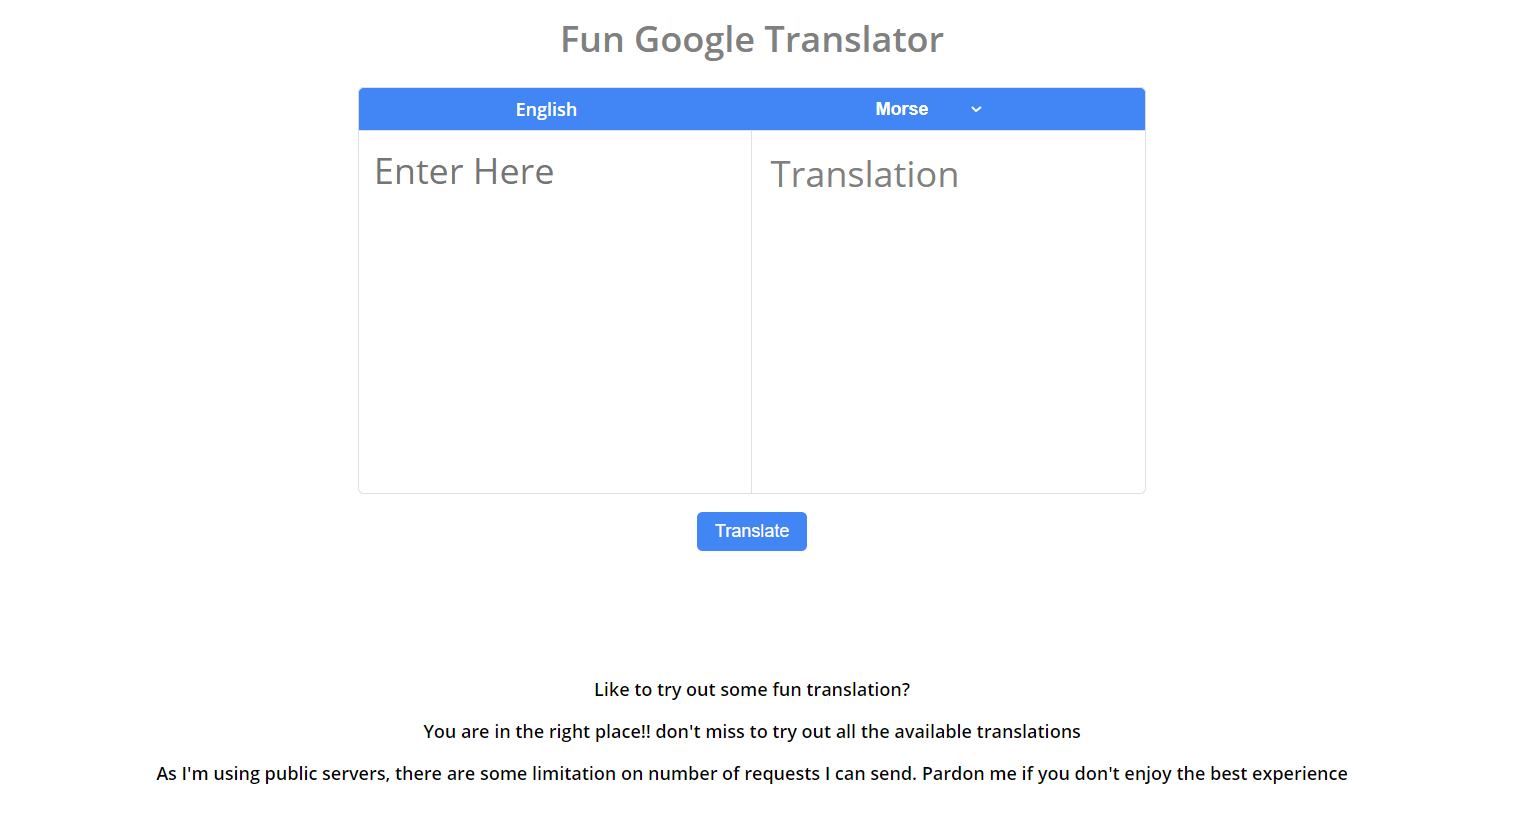 Fun Google Translator
English
Morse
Enter Here
Translation
Translate
Like to try out some fun translation?
You are in the right place!! don't miss to try out all the available translations
As I'm using public servers, there are some limitation on number of requests I can send. Pardon me if you don't enjoy the best experience